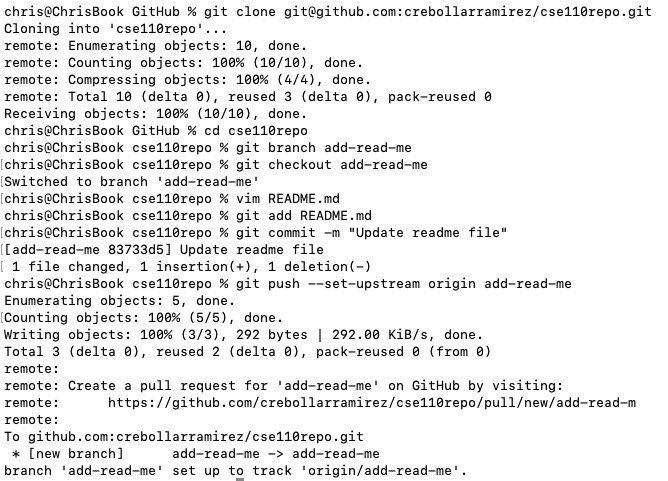 chris@ChrisBook GitHub % git clone git@github.com:crebollarramirez/cse110repo.git
Cloning into 'cse110repo'...
remote: Enumerating objects: 10, done.
remote: Counting objects: 100% (10/10), done.
remote: Compressing objects: 100% (4/4), done.
remote: Total 10 (delta 0), reused 3 (delta 0), pack-reused 0
Receiving objects: 100% (10/10), done.
chris@ChrisBook GitHub % cd cse110repo
chris@ChrisBook cse110repo % git branch add-read-me
[chris@ChrisBook cse110repo % git checkout add-read-me
[Switched to branch 'add-read-me'
[chris@ChrisBook cse110repo % vim README.md
chris@ChrisBook cse110repo % git add README.md
[chris@ChrisBook cse110repo % git commit -m "Update readme file"
[[add-read-me 83733d5] Update readme file
[ 1 file changed, 1 insertion(+), 1 deletion(-)
chris@ChrisBook cse110repo % git push --set-upstream origin add-read-me
Enumerating objects: 5, done.
[Counting objects: 100% (5/5), done.
Writing objects: 100% (3/3), 292 bytes | 292.00 KiB/s, done.
Total 3 (delta 0), reused 2 (delta 0), pack-reused 0 (from 0)
remote:
remote: Create a pull request for 'add-read-me' on GitHub by visiting:
remote:      https://github.com/crebollarramirez/cse110repo/pull/new/add-read-m
remote:
To github.com:crebollarramirez/cse110repo.git
 * [new branch]      add-read-me -> add-read-me
branch 'add-read-me' set up to track 'origin/add-read-me'.